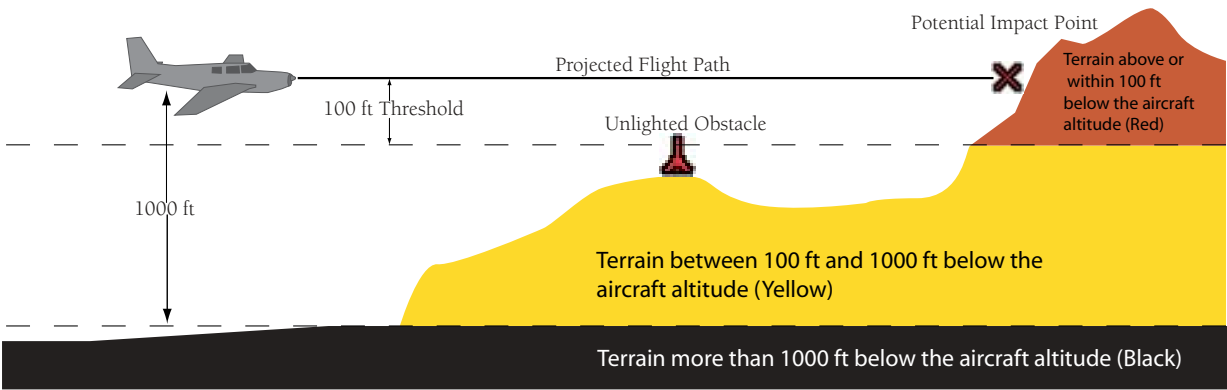 Potential Impact Point
Projected Flight Path
Terrain above or
within 100 ft
below the aircraft
altitude (Red)
100 ft Threshold
Unlighted Obstacle
1000 ft
Terrain between 100 ft and 1000 ft below the
aircraft altitude (Yellow)
Terrain more than 1000 ft below the aircraft altitude (Black)